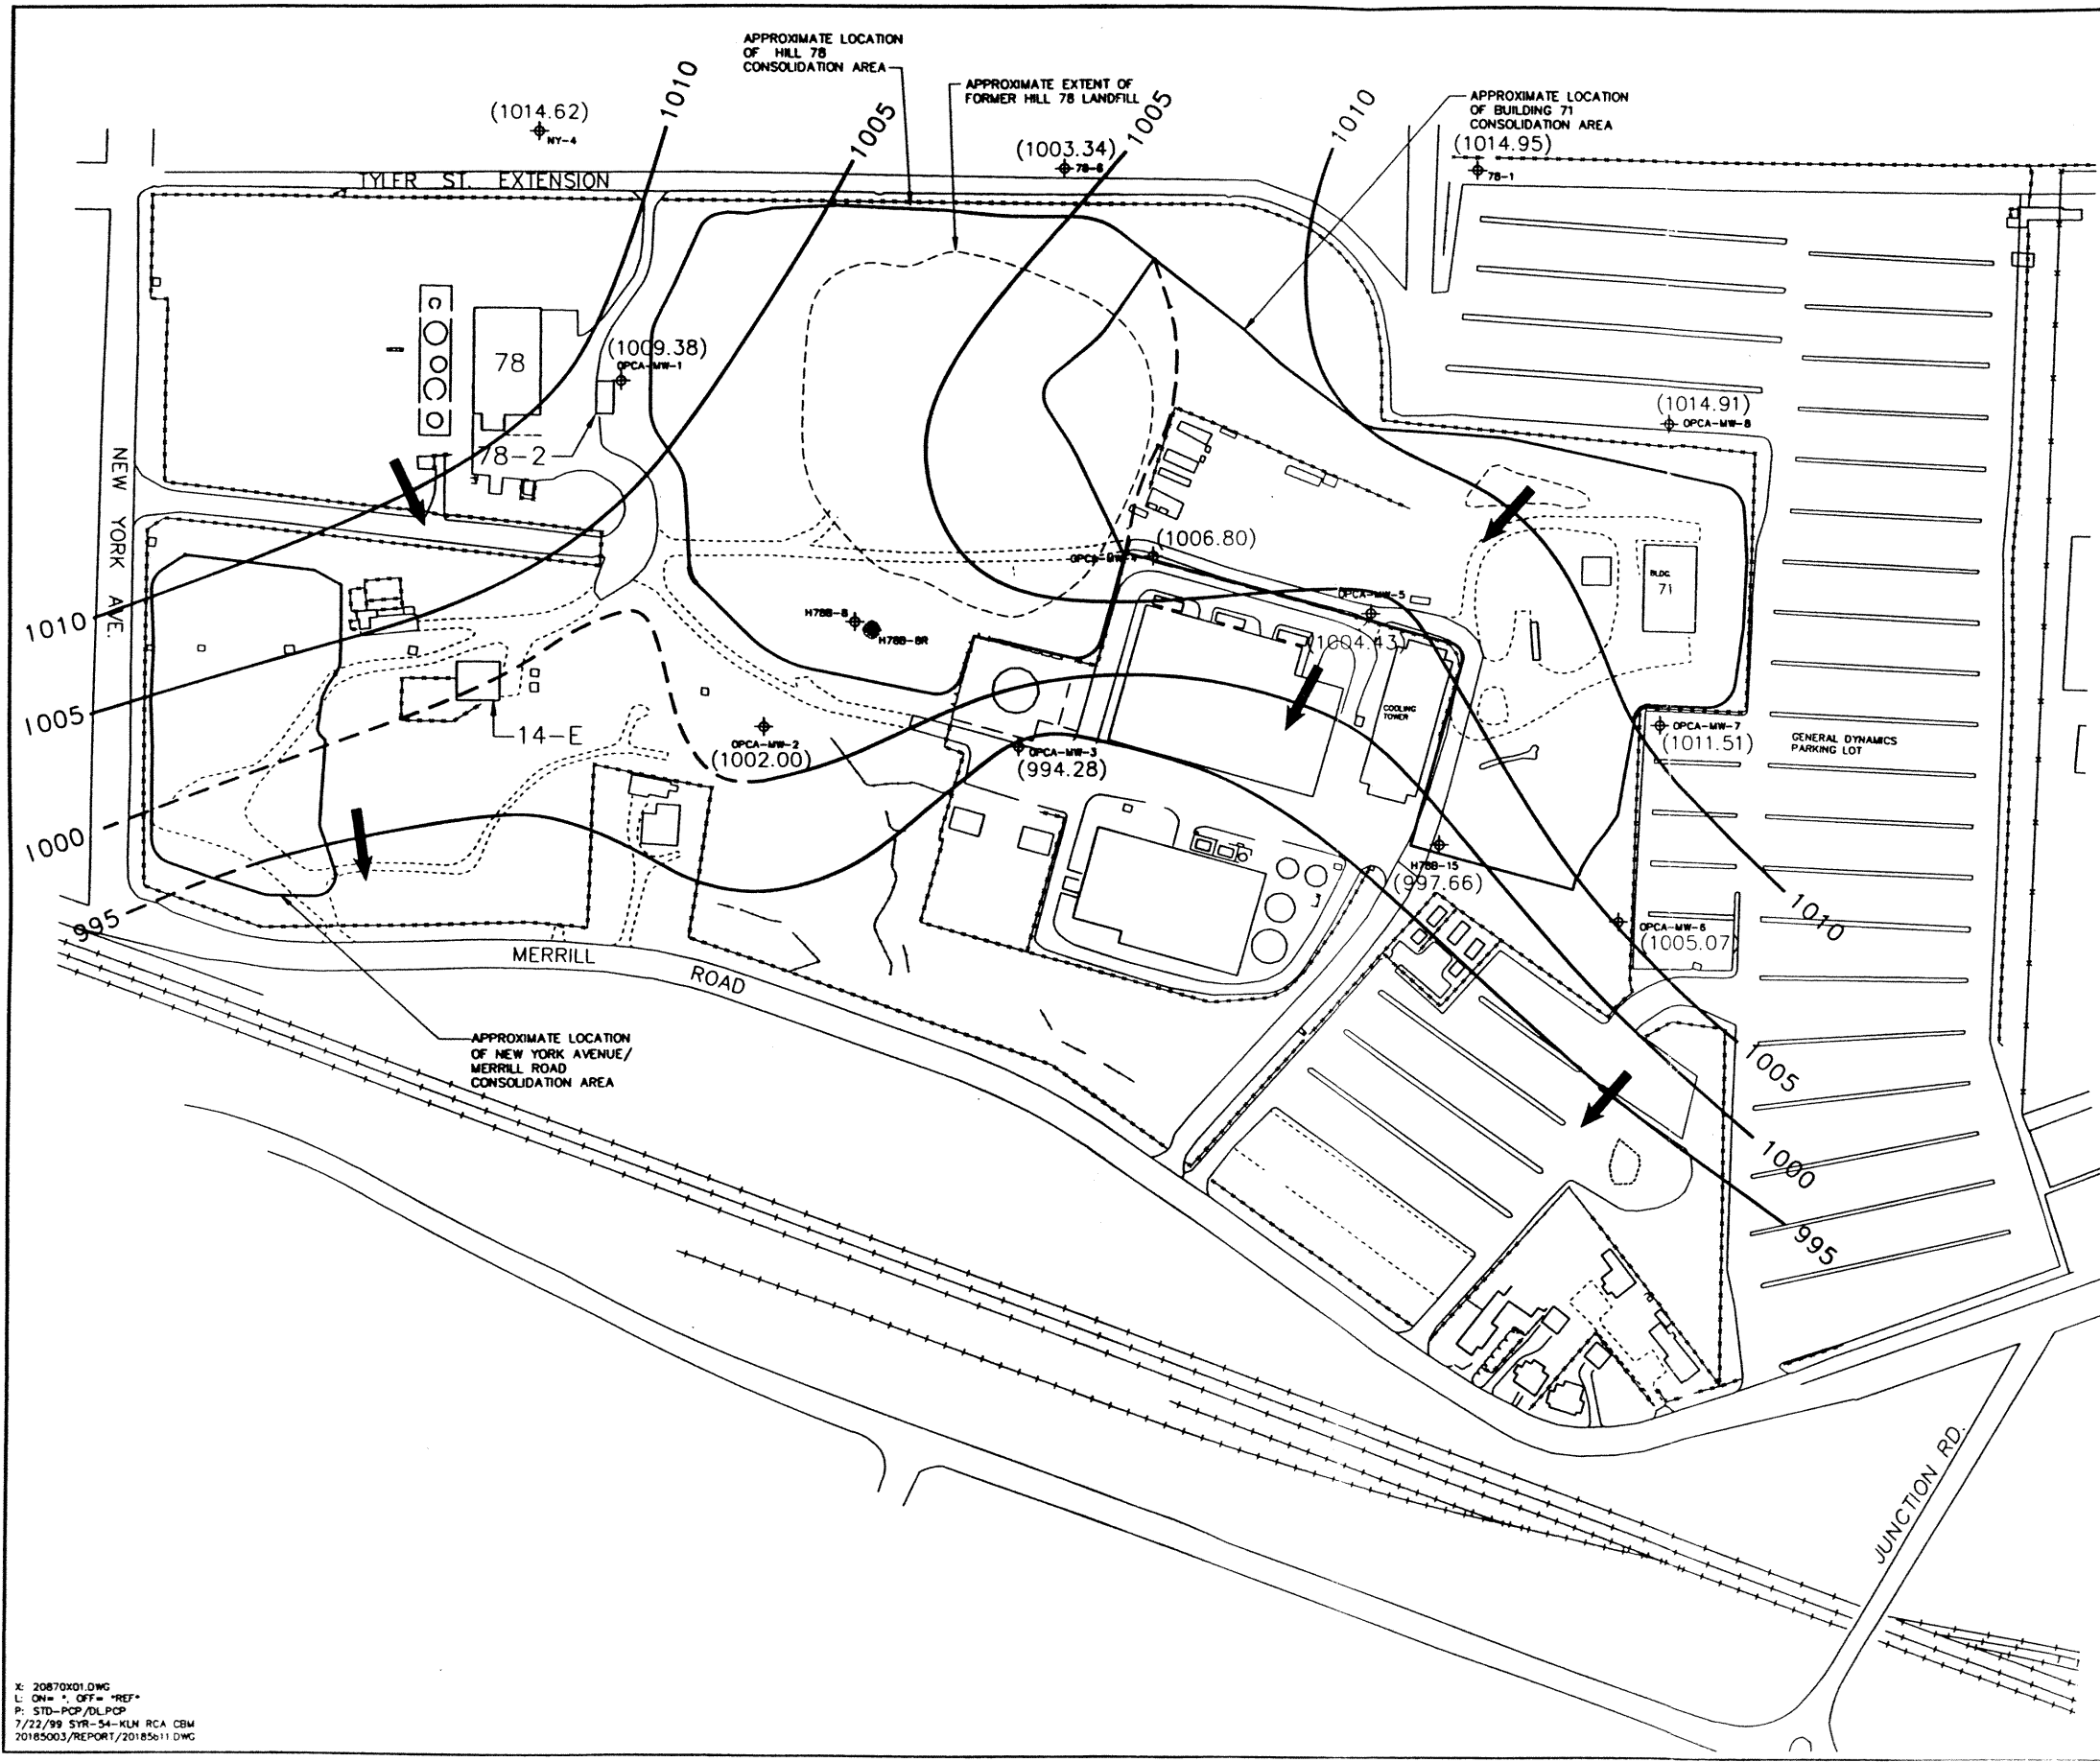 APPROXIMATE LOCATION
OF HILL 78
CONSOLIDATION AREA
APPROXIMATE EXTENT OF
FORMER HILL 78 LANDFILL
APPROXIMATE LOCATION
OF BUILDING 71
CONSOLIDATION AREA
1010
1005
1005
1010
(1014.62)
NY-4
(1003.34)
78-6
(1014.95)
78-1
TYLER ST. EXTENSION
78
(1009.38)
OPCA-MW-1
78-2
(1014.91)
OPCA-MW-8
NEW YORK AVE.
(1006.80)
OPCA-MW-4
BLDG.
71
OPCA-MW-5
(1004.43)
H78B-8
H78B-8R
1010
1005
1000
995
14-E
OPCA-MW-2
(1002.00)
OPCA-MW-3
(994.28)
COOLING
TOWER
OPCA-MW-7
(1011.51)
GENERAL DYNAMICS
PARKING LOT
H78B-15
(997.66)
OPCA-MW-6
(1005.07)
1010
1005
1000
995
MERRILL ROAD
APPROXIMATE LOCATION
OF NEW YORK AVENUE/
MERRILL ROAD
CONSOLIDATION AREA
JUNCTION RD.
X: 20870X01.DWG
L: ON= *, OFF= *REF*
P: STD-PCP/DL.PCP
7/22/99 SYR-54-KLN RCA CBM
20185003/REPORT/20185b11.DWG